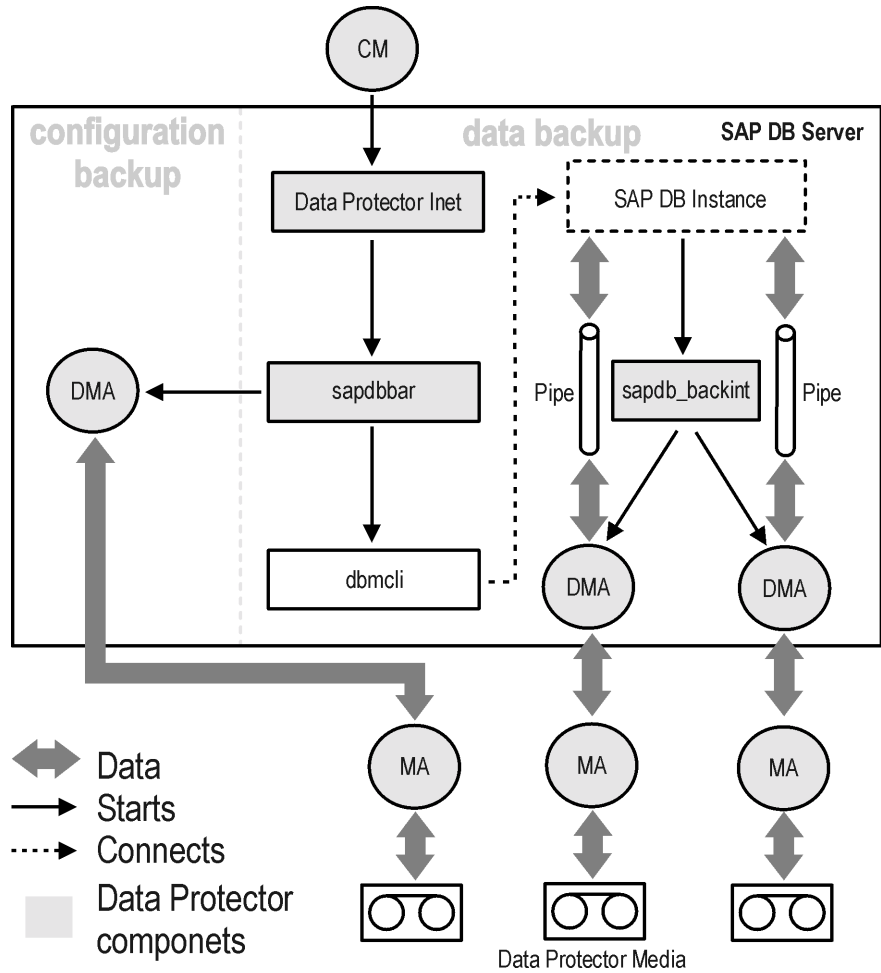 CM
configuration
backup
data backup
SAP DB Server
Data Protector Inet
SAP DB Instance
DMA
sapdbbar
Pipe
sapdb_backint
Pipe
dbmcli
DMA
DMA
MA
MA
MA
Data
Starts
Connects
Data Protector
componets
Data Protector Media